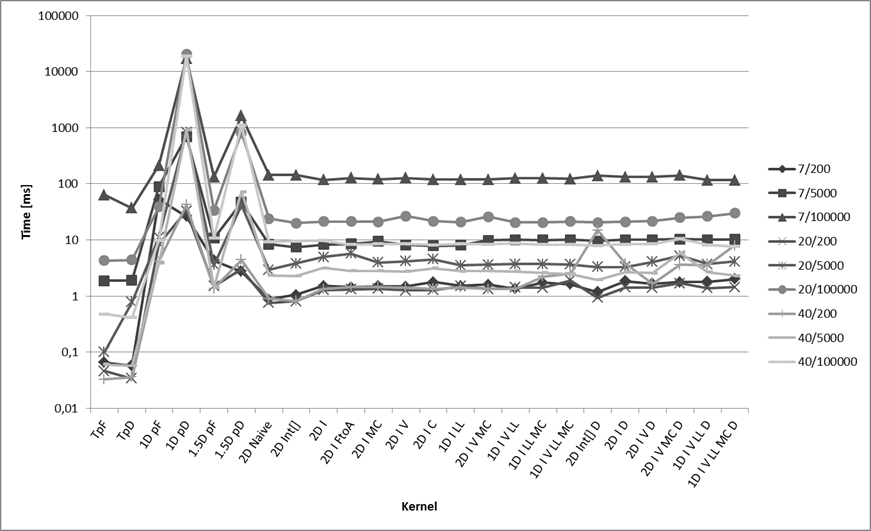 100000
10000
1000
100
10
1
0,1
0,01
Time [ms]
TpF
TpD
1D pF
1D pD
1.5D pF
1.5D pD
2D Naive
2D Int[]
2D I
2D I FtoA
2D I MC
2D I V
2D I C
1D I LL
2D I V MC
1D I V LL
1D I LL MC
1D I V LL MC
2D Int[] D
2D I D
2D I V D
2D I V MC D
1D I V LL D
1D I V LL MC D
Kernel
7/200
7/5000
7/100000
20/200
20/5000
20/100000
40/200
40/5000
40/100000